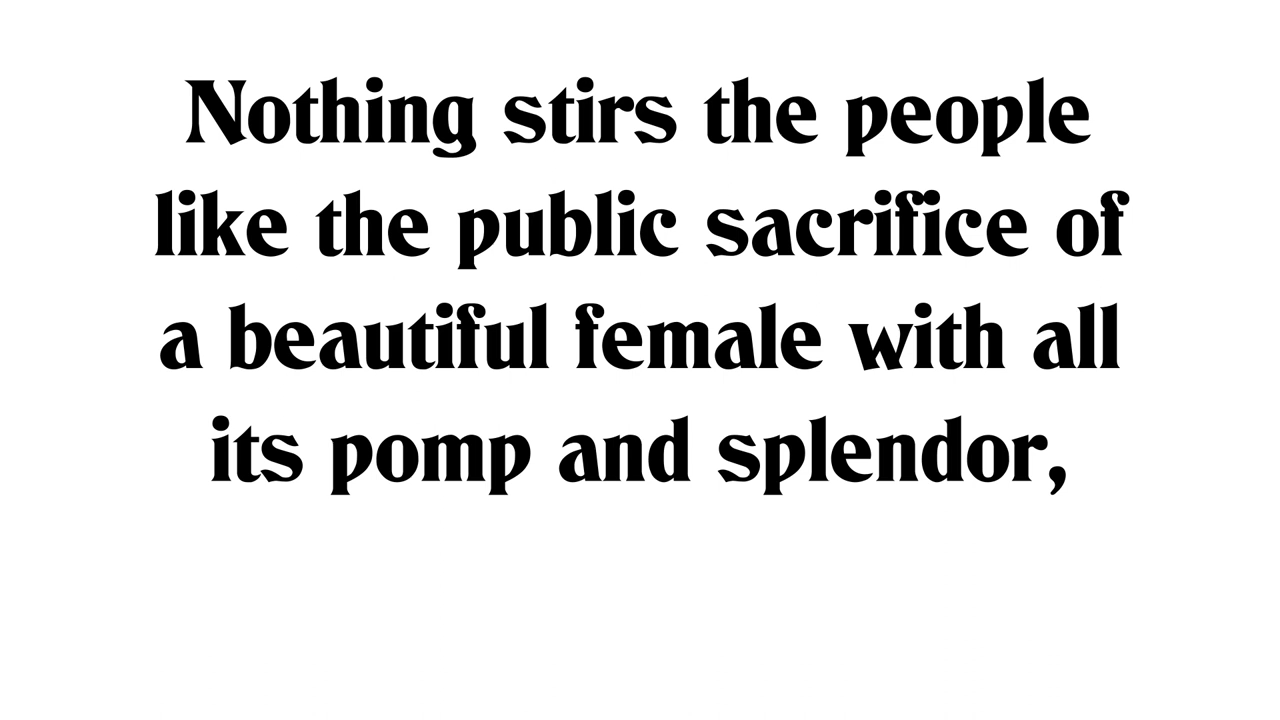 Nothing stirs the people
like the public sacrifice of
a beautiful female with all
its pomp and splendor,